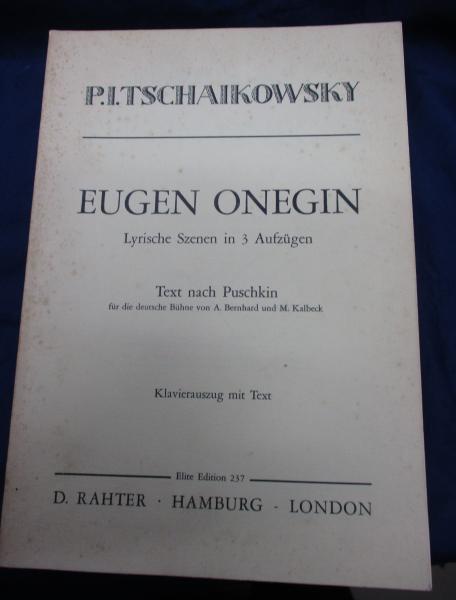 P.I.TSCHAIKOWSKY
EUGEN ONEGIN
Lyrische Szenen in 3 Aufzügen
Text nach Puschkin
für die deutsche Bühne von A. Bernhard und M. Kalbeck
Klavierauszug mit Text
Elite Edition 237
D. RAHTER · HAMBURG - LONDON